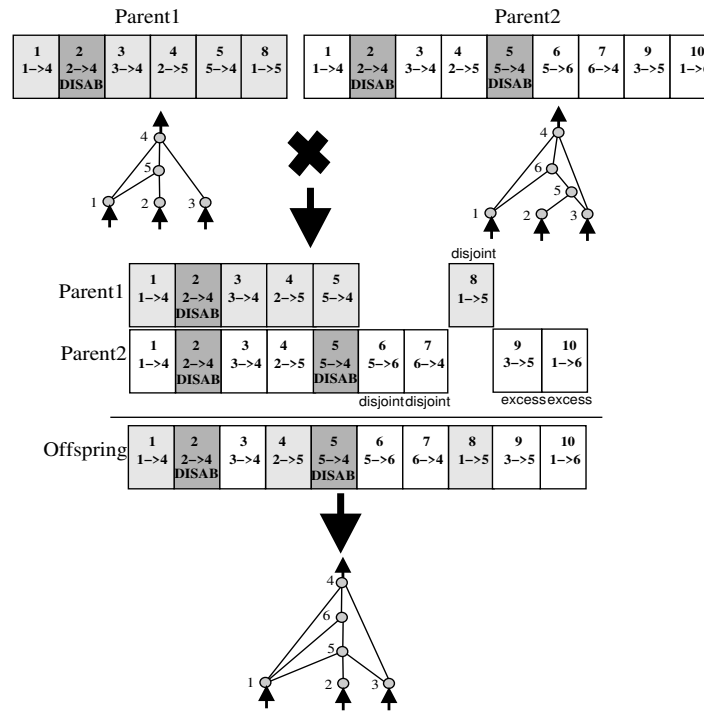 Parent1 Parent2
1 2 3 4 5 8 1 2 3 4 5 6 7 9 10
1->4 2->4 3->4 2->5 5->4 1->5 1->4 2->4 3->4 2->5 5->4 5->6 6->4 3->5 1->6
DISAB DISAB DISAB
4 4
5 6
5
1 2 3 1 2 3
disjoint
Parent1 1 2 3 4 5 8
1->4 2->4 3->4 2->5 5->4 1->5
DISAB
Parent2 1 2 3 4 5 6 7 9 10
1->4 2->4 3->4 2->5 5->4 5->6 6->4 3->5 1->6
DISAB DISAB
disjoint disjoint excess excess
Offspring 1 2 3 4 5 6 7 8 9 10
1->4 2->4 3->4 2->5 5->4 5->6 6->4 1->5 3->5 1->6
DISAB DISAB
4
6
5
1 2 3